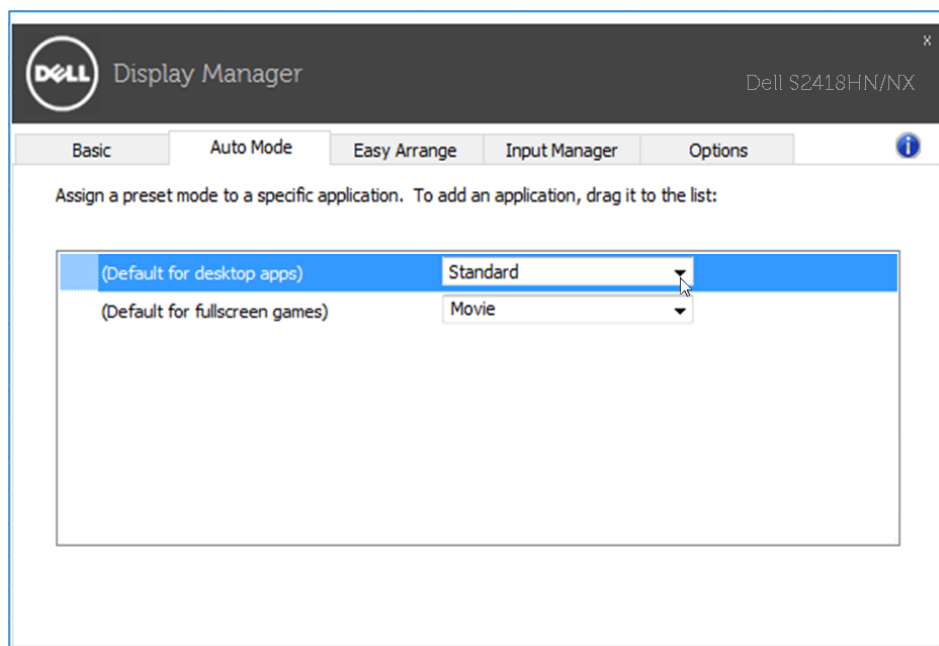 X
DELL Display Manager
Dell S2418HN/NX
Basic Auto Mode Easy Arrange Input Manager Options i
Assign a preset mode to a specific application. To add an application, drag it to the list:
(Default for desktop apps) Standard
(Default for fullscreen games) Movie